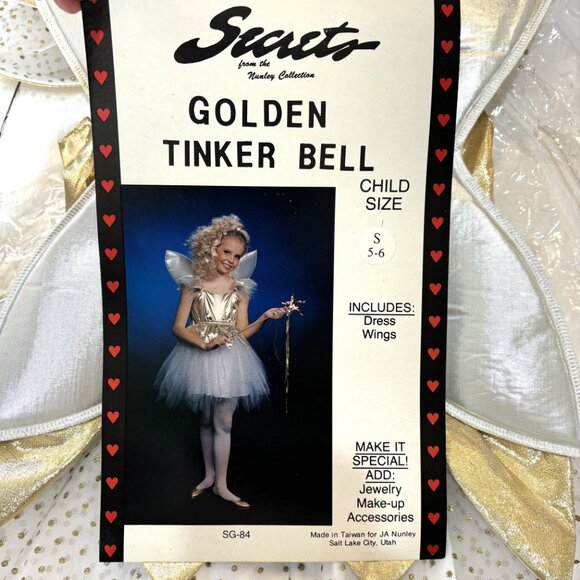 Secrets
from the
Nunley Collection
GOLDEN
TINKER BELL
CHILD
SIZE
S
5-6
INCLUDES:
Dress
Wings
MAKE IT
SPECIAL!
ADD:
Jewelry
Make-up
Accessories
SG-84
Made in Taiwan for JA Nunley
Salt Lake City, Utah